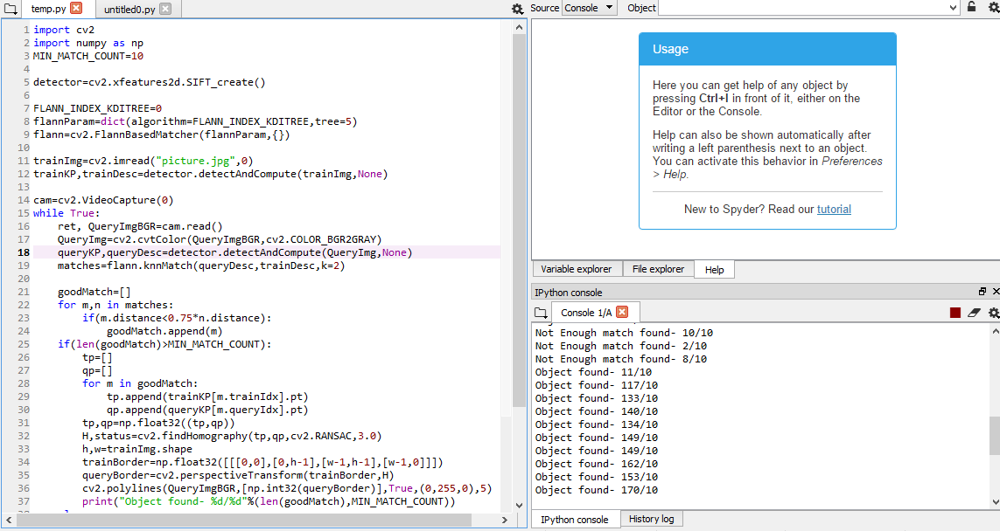 temp.py
untitled0.py
1 import cv2
2 import numpy as np
3 MIN_MATCH_COUNT=10
4
5 detector=cv2.xfeatures2d.SIFT_create()
6
7 FLANN_INDEX_KDITREE=0
8 flannParam=dict(algorithm=FLANN_INDEX_KDITREE,tree=5)
9 flann=cv2.FlannBasedMatcher(flannParam,{})
10
11 trainImg=cv2.imread("picture.jpg",0)
12 trainKP,trainDesc=detector.detectAndCompute(trainImg,None)
13
14 cam=cv2.VideoCapture(0)
15 while True:
16     ret, QueryImgBGR=cam.read()
17     QueryImg=cv2.cvtColor(QueryImgBGR,cv2.COLOR_BGR2GRAY)
18     queryKP,queryDesc=detector.detectAndCompute(QueryImg,None)
19     matches=flann.knnMatch(queryDesc,trainDesc,k=2)
20
21     goodMatch=[]
22     for m,n in matches:
23         if(m.distance<0.75*n.distance):
24             goodMatch.append(m)
25     if(len(goodMatch)>MIN_MATCH_COUNT):
26         tp=[]
27         qp=[]
28         for m in goodMatch:
29             tp.append(trainKP[m.trainIdx].pt)
30             qp.append(queryKP[m.queryIdx].pt)
31         tp,qp=np.float32((tp,qp))
32         H,status=cv2.findHomography(tp,qp,cv2.RANSAC,3.0)
33         h,w=trainImg.shape
34         trainBorder=np.float32([[[0,0],[0,h-1],[w-1,h-1],[w-1,0]]])
35         queryBorder=cv2.perspectiveTransform(trainBorder,H)
36         cv2.polylines(QueryImgBGR,[np.int32(queryBorder)],True,(0,255,0),5)
37         print("Object found- %d/%d"%(len(goodMatch),MIN_MATCH_COUNT))
Source Console Object
Usage
Here you can get help of any object by
pressing Ctrl+I in front of it, either on the
Editor or the Console.
Help can also be shown automatically after
writing a left parenthesis next to an object.
You can activate this behavior in Preferences
> Help.
New to Spyder? Read our tutorial
Variable explorer File explorer Help
IPython console
Console 1/A
Not Enough match found- 10/10
Not Enough match found- 2/10
Not Enough match found- 8/10
Object found- 11/10
Object found- 117/10
Object found- 133/10
Object found- 140/10
Object found- 134/10
Object found- 149/10
Object found- 149/10
Object found- 162/10
Object found- 153/10
Object found- 170/10
IPython console History log